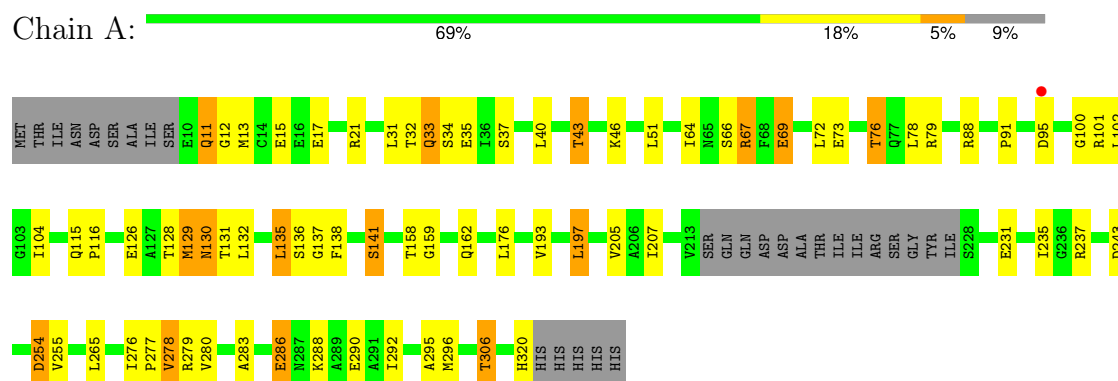 Chain A:
69% 18% 5% 9%
MET THR ILE ASN ASP SER ALA ILE SER E10 Q11 G12 M13 C14 E15 E16 E17 R21 L31 T32 Q33 S34 E35 I36 S37 L40 T43 K46 L51 I64 N65 S66 R67 F68 E69 L72 E73 T76 Q77 L78 R79 R88 P91 D95 G100 R101 L102
G103 I104 Q115 P116 E126 A127 T128 M129 N130 T131 L132 L135 S136 G137 F138 S141 T158 G159 Q162 L176 V193 L197 V205 A206 I207 V213 SER GLN GLN ASP ASP ALA THR ILE ILE ARG SER GLY TYR ILE S228 E231 I235 G236 R237
D254 V255 L265 I276 P277 V278 R279 V280 A283 E286 N287 K288 A289 E290 A291 I292 A295 M296 T306 H320 HIS HIS HIS HIS HIS